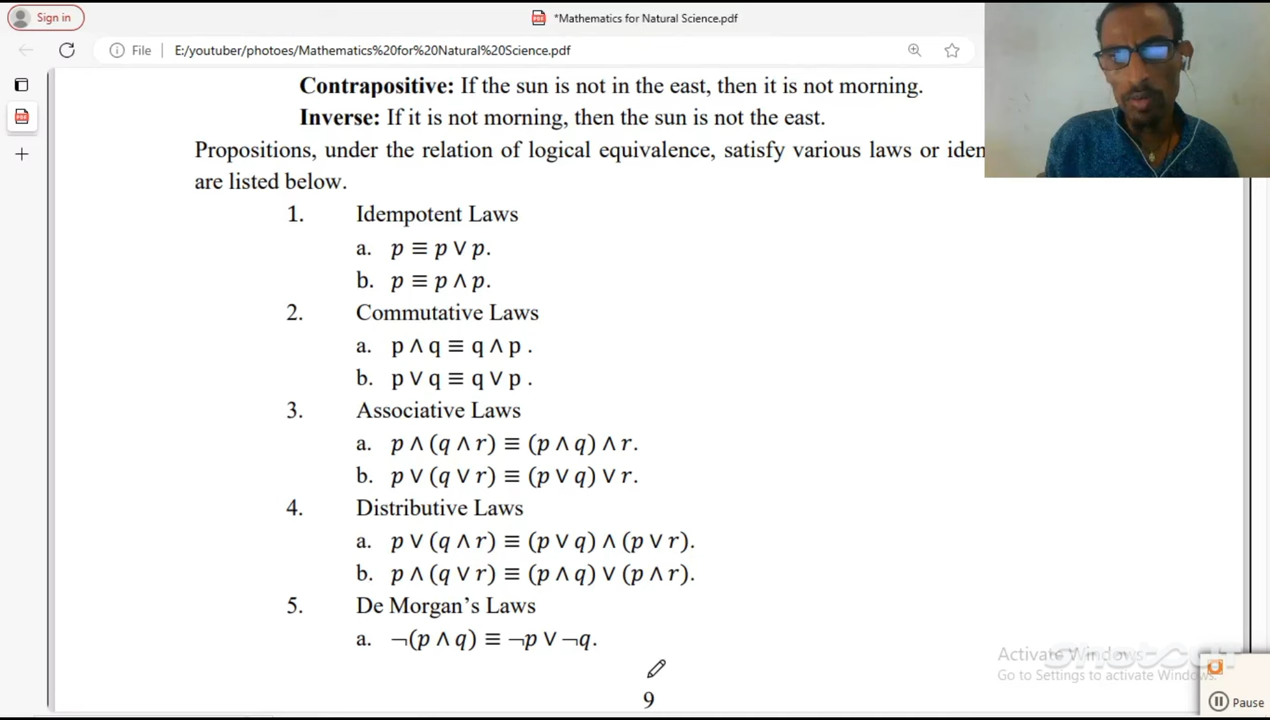 Sign in
*Mathematics for Natural Science.pdf
File
E:/youtuber/photoes/Mathematics%20for%20Natural%20Science.pdf
Contrapositive: If the sun is not in the east, then it is not morning.
Inverse: If it is not morning, then the sun is not the east.
Propositions, under the relation of logical equivalence, satisfy various laws or iden
are listed below.
1. Idempotent Laws
a. p ≡ p ∨ p.
b. p ≡ p ∧ p.
2. Commutative Laws
a. p ∧ q ≡ q ∧ p .
b. p ∨ q ≡ q ∨ p .
3. Associative Laws
a. p ∧ (q ∧ r) ≡ (p ∧ q) ∧ r.
b. p ∨ (q ∨ r) ≡ (p ∨ q) ∨ r.
4. Distributive Laws
a. p ∨ (q ∧ r) ≡ (p ∨ q) ∧ (p ∨ r).
b. p ∧ (q ∨ r) ≡ (p ∧ q) ∨ (p ∧ r).
5. De Morgan’s Laws
a. ¬(p ∧ q) ≡ ¬p ∨ ¬q.
9
Activate Windows
Go to Settings to activate Windows.
Pause